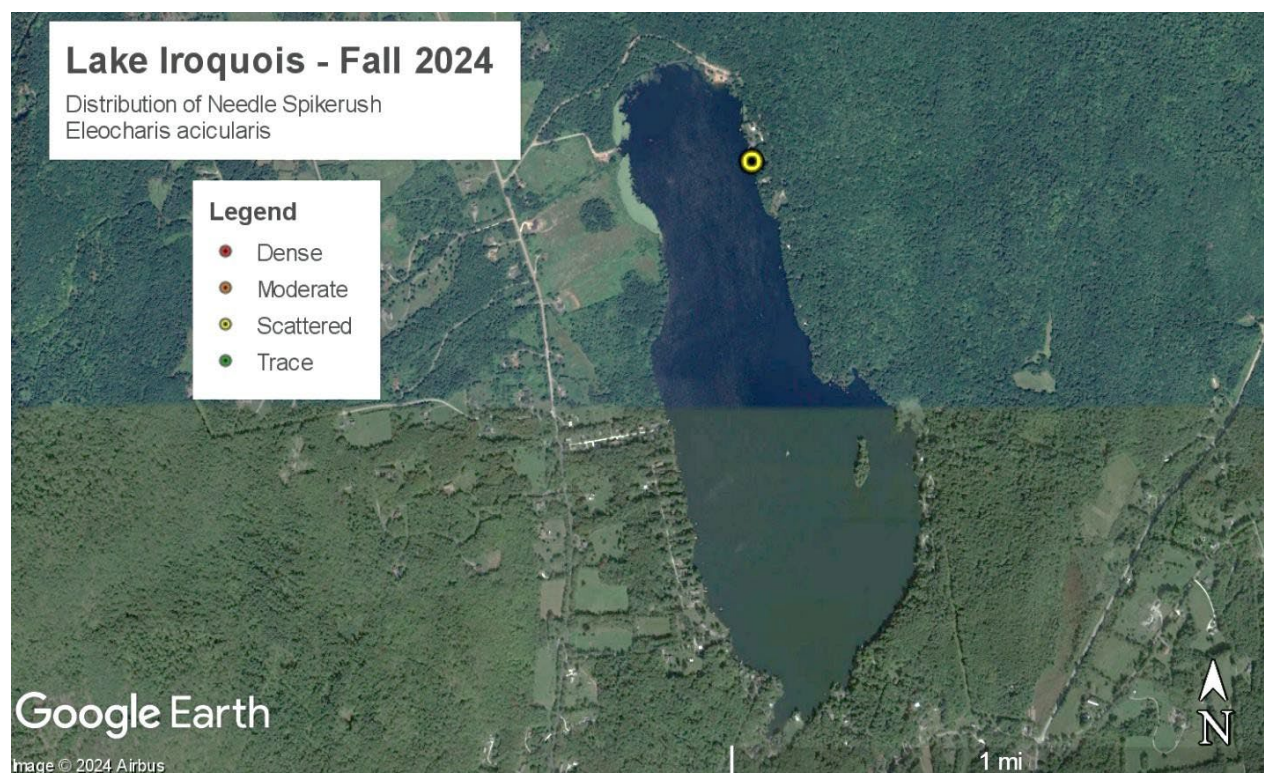 Lake Iroquois - Fall 2024
Distribution of Needle Spikerush
Eleocharis acicularis
Legend
Dense
Moderate
Scattered
Trace
Google Earth
Image © 2024 Airbus
N
1 mi